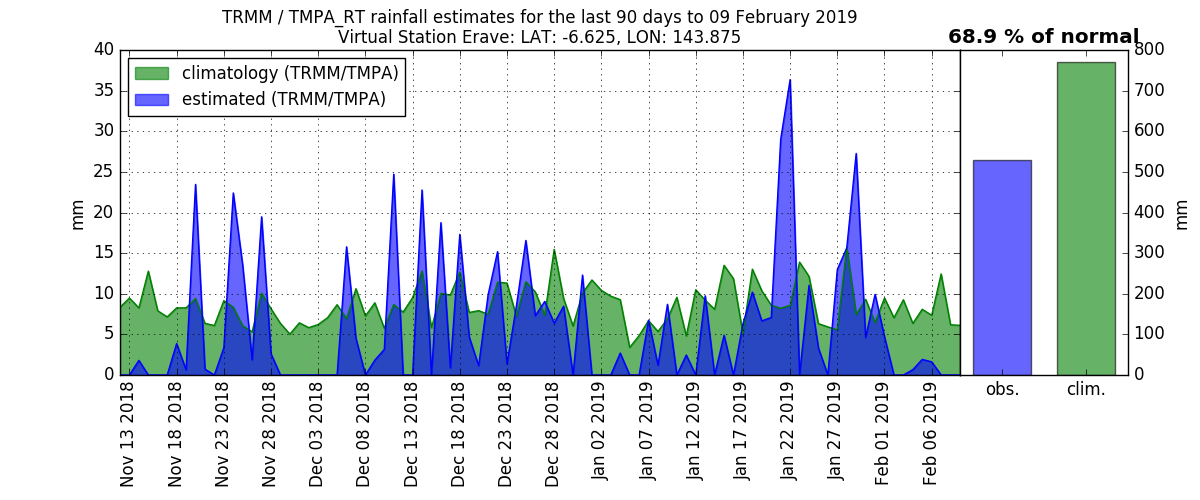 TRMM / TMPA_RT rainfall estimates for the last 90 days to 09 February 2019
Virtual Station Erave: LAT: -6.625, LON: 143.875
68.9 % of normal
climatology (TRMM/TMPA)
estimated (TRMM/TMPA)
40
35
30
25
20
15
10
5
0
mm
800
700
600
500
400
300
200
100
0
mm
obs.
clim.
Nov 13 2018
Nov 18 2018
Nov 23 2018
Nov 28 2018
Dec 03 2018
Dec 08 2018
Dec 13 2018
Dec 18 2018
Dec 23 2018
Dec 28 2018
Jan 02 2019
Jan 07 2019
Jan 12 2019
Jan 17 2019
Jan 22 2019
Jan 27 2019
Feb 01 2019
Feb 06 2019